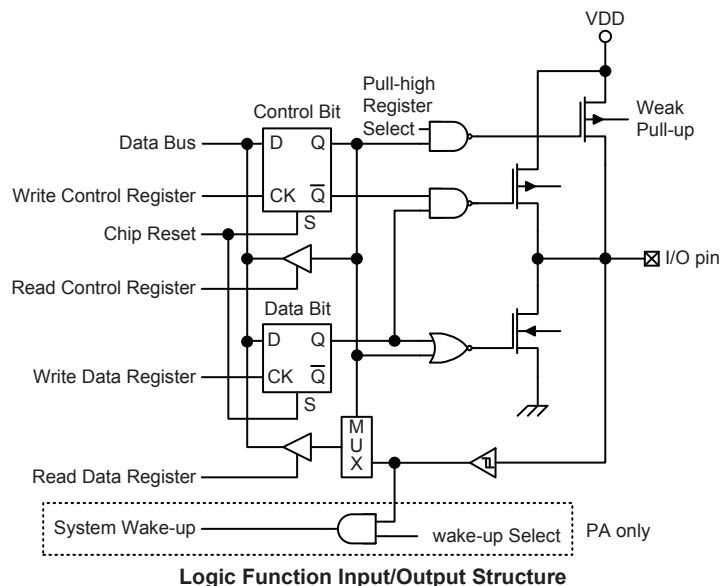 VDD
Pull-high
Register
Select
Control Bit
Weak
Pull-up
Data Bus
D Q
Write Control Register
CK Q
S
Chip Reset
I/O pin
Read Control Register
Data Bit
D Q
Write Data Register
CK Q
S
M
U
X
Read Data Register
System Wake-up
wake-up Select
PA only
Logic Function Input/Output Structure